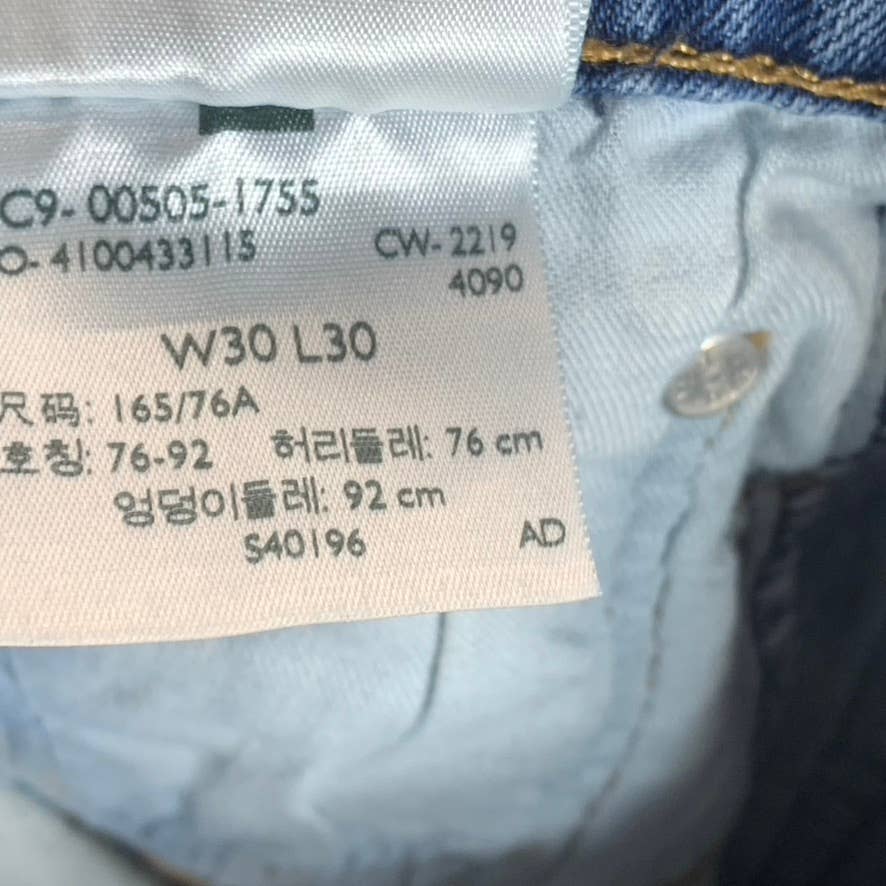 C9- 00505-1755
O- 4100433115 CW- 2219
4090
W30 L30
尺 码: 165/76A
호칭: 76-92 허리둘레: 76 cm
엉덩이둘레: 92 cm
S40196 AD